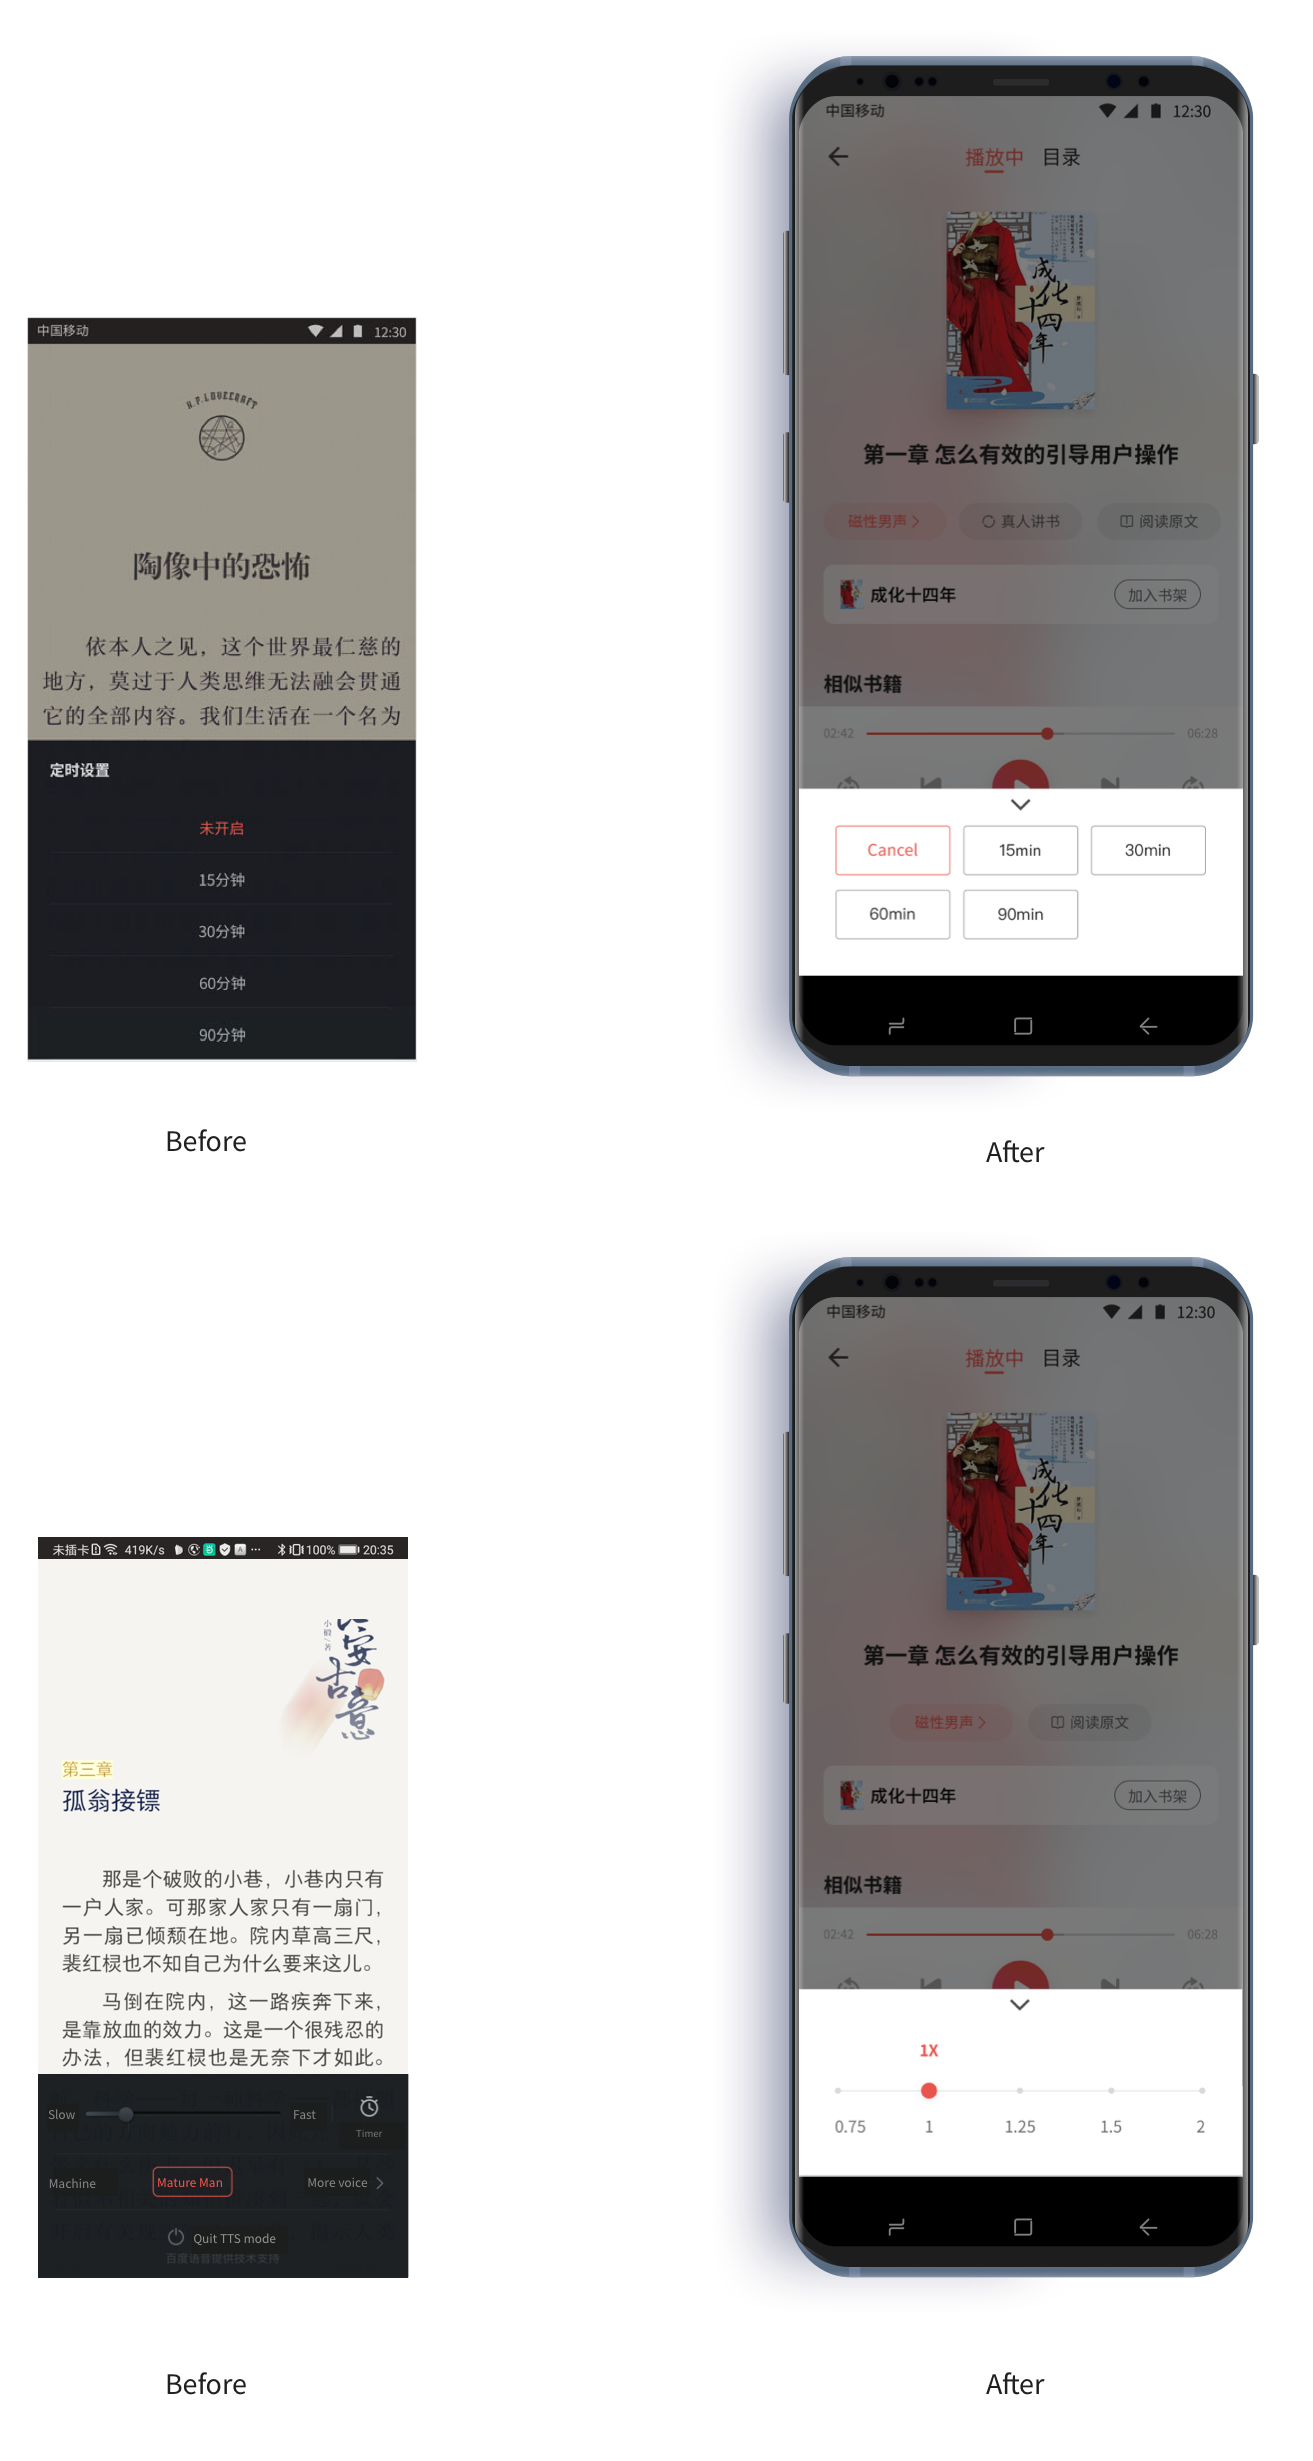 中国移动 12:30
H.P.LOVECRAFT
陶像中的恐怖
依本人之见，这个世界最仁慈的
地方，莫过于人类思维无法融会贯通
它的全部内容。我们生活在一个名为
定时设置
未开启
15分钟
30分钟
60分钟
90分钟
Before
中国移动 12:30
播放中 目录
成化十四年
第一章 怎么有效的引导用户操作
磁性男声 真人讲书 阅读原文
成化十四年 加入书架
相似书籍
02:42 06:28
Cancel 15min 30min
60min 90min
After
未插卡 419K/s 100% 20:35
安古意
小椴/著
第三章
孤翁接镖
那是个破败的小巷，小巷内只有
一户人家。可那家人家只有一扇门，
另一扇已倾颓在地。院内草高三尺，
裴红棂也不知自己为什么要来这儿。
马倒在院内，这一路疾奔下来，
是靠放血的效力。这是一个很残忍的
办法，但裴红棂也是无奈下才如此。
Slow Fast
Timer
Machine Mature Man More voice
Quit TTS mode
百度语音提供技术支持
Before
中国移动 12:30
播放中 目录
成化十四年
第一章 怎么有效的引导用户操作
磁性男声 阅读原文
成化十四年 加入书架
相似书籍
02:42 06:28
1X
0.75 1 1.25 1.5 2
After